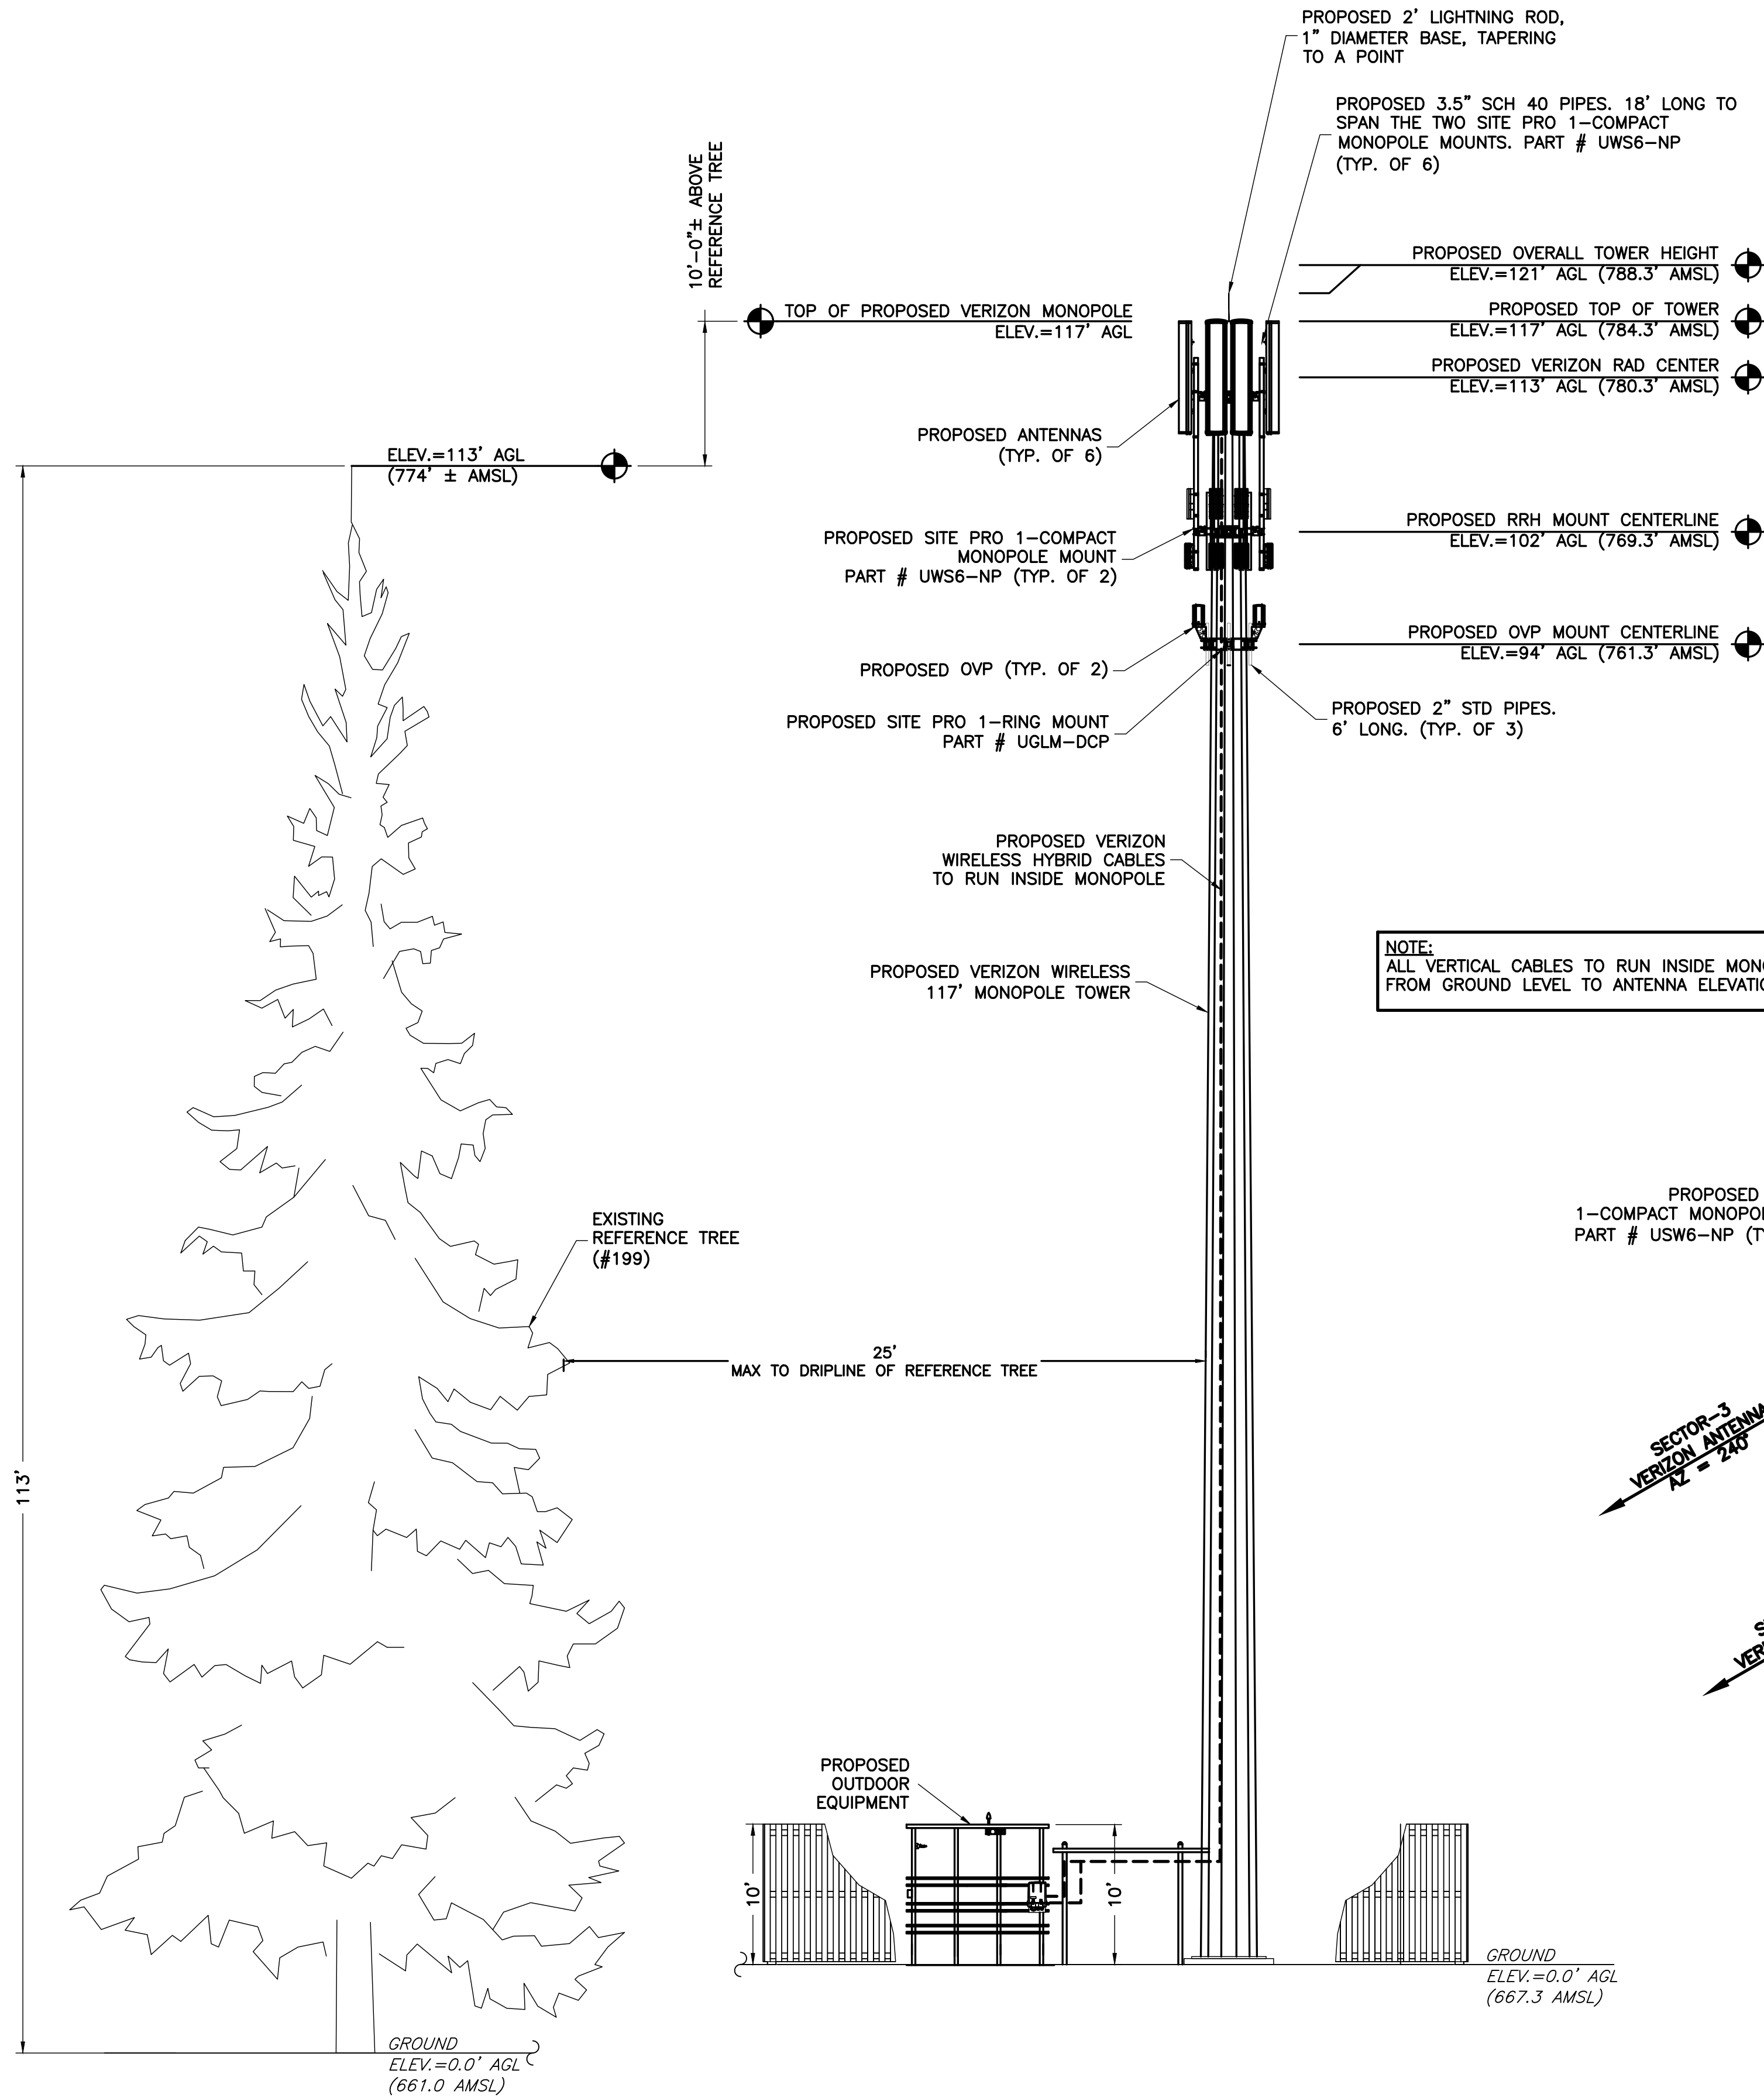 PROPOSED 2' LIGHTNING ROD,
1" DIAMETER BASE, TAPERING
TO A POINT
PROPOSED 3.5" SCH 40 PIPES. 18' LONG TO
SPAN THE TWO SITE PRO 1-COMPACT
MONOPOLE MOUNTS. PART # UWS6-NP
(TYP. OF 6)
10'-0"± ABOVE
REFERENCE TREE
PROPOSED OVERALL TOWER HEIGHT
ELEV.=121' AGL (788.3' AMSL)
TOP OF PROPOSED VERIZON MONOPOLE
ELEV.=117' AGL
PROPOSED TOP OF TOWER
ELEV.=117' AGL (784.3' AMSL)
PROPOSED VERIZON RAD CENTER
ELEV.=113' AGL (780.3' AMSL)
PROPOSED ANTENNAS
(TYP. OF 6)
ELEV.=113' AGL
(774' ± AMSL)
PROPOSED SITE PRO 1-COMPACT
MONOPOLE MOUNT
PART # UWS6-NP (TYP. OF 2)
PROPOSED RRH MOUNT CENTERLINE
ELEV.=102' AGL (769.3' AMSL)
PROPOSED OVP (TYP. OF 2)
PROPOSED OVP MOUNT CENTERLINE
ELEV.=94' AGL (761.3' AMSL)
PROPOSED SITE PRO 1-RING MOUNT
PART # UGLM-DCP
PROPOSED 2" STD PIPES.
6' LONG. (TYP. OF 3)
PROPOSED VERIZON
WIRELESS HYBRID CABLES
TO RUN INSIDE MONOPOLE
PROPOSED VERIZON WIRELESS
117' MONOPOLE TOWER
NOTE:
ALL VERTICAL CABLES TO RUN INSIDE
FROM GROUND LEVEL TO ANTENNA
EXISTING
REFERENCE TREE
(#199)
PROPOSED
1-COMPACT
PART # USW6-NP
25'
MAX TO DRIPLINE OF REFERENCE TREE
SECTOR-3
VERIZON ANTENNA
AZ = 240°
113'
PROPOSED
OUTDOOR
EQUIPMENT
10'
10'
GROUND
ELEV.=0.0' AGL
(667.3 AMSL)
GROUND
ELEV.=0.0' AGL
(661.0 AMSL)